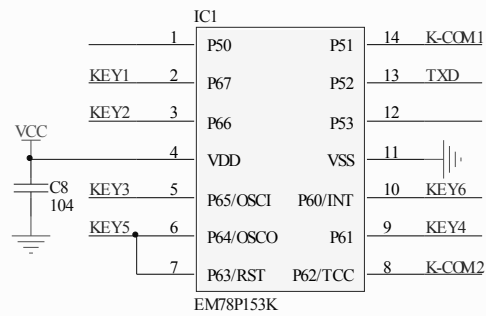 IC1
1 P50 P51 14 K-COM1
KEY1 2 P67 P52 13 TXD
KEY2 3 P66 P53 12
VCC 4 VDD VSS 11
C8
104
KEY3 5 P65/OSCI P60/INT 10 KEY6
KEY5 6 P64/OSCO P61 9 KEY4
7 P63/RST P62/TCC 8 K-COM2
EM78P153K